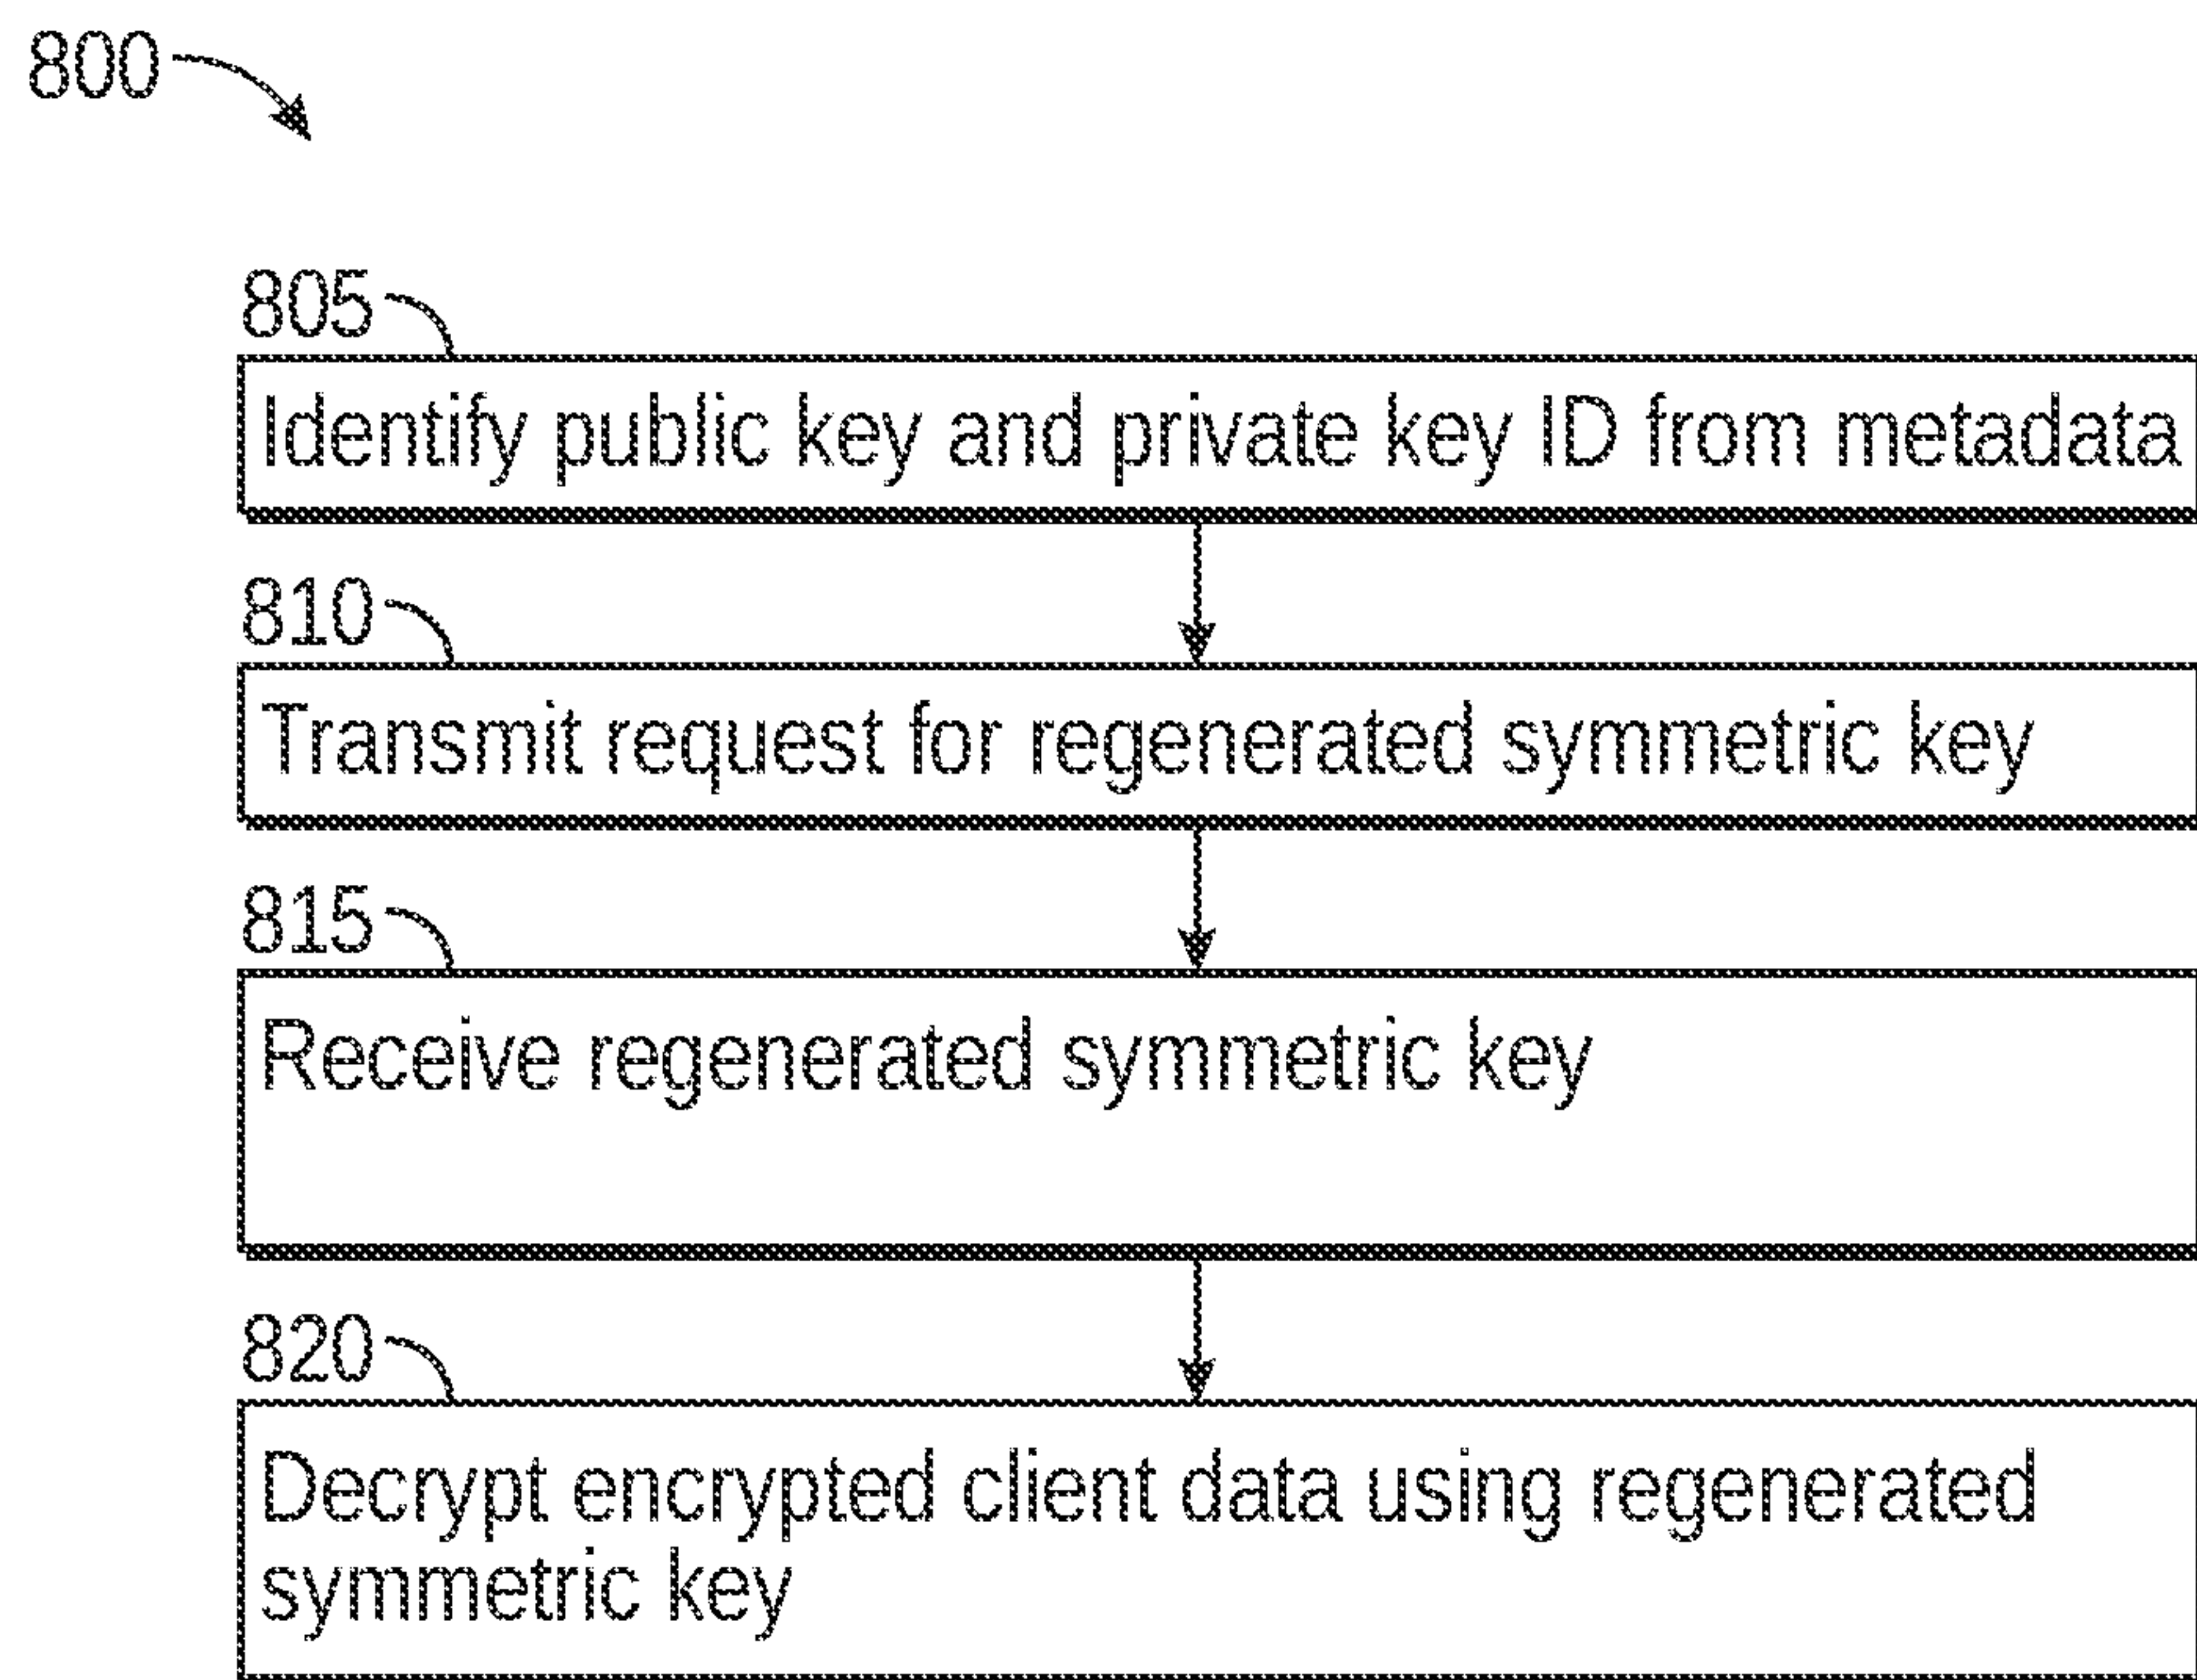 800
805
Identify public key and private key ID from metadata
810
Transmit request for regenerated symmetric key
815
Receive regenerated symmetric key
820
Decrypt encrypted client data using regenerated
symmetric key